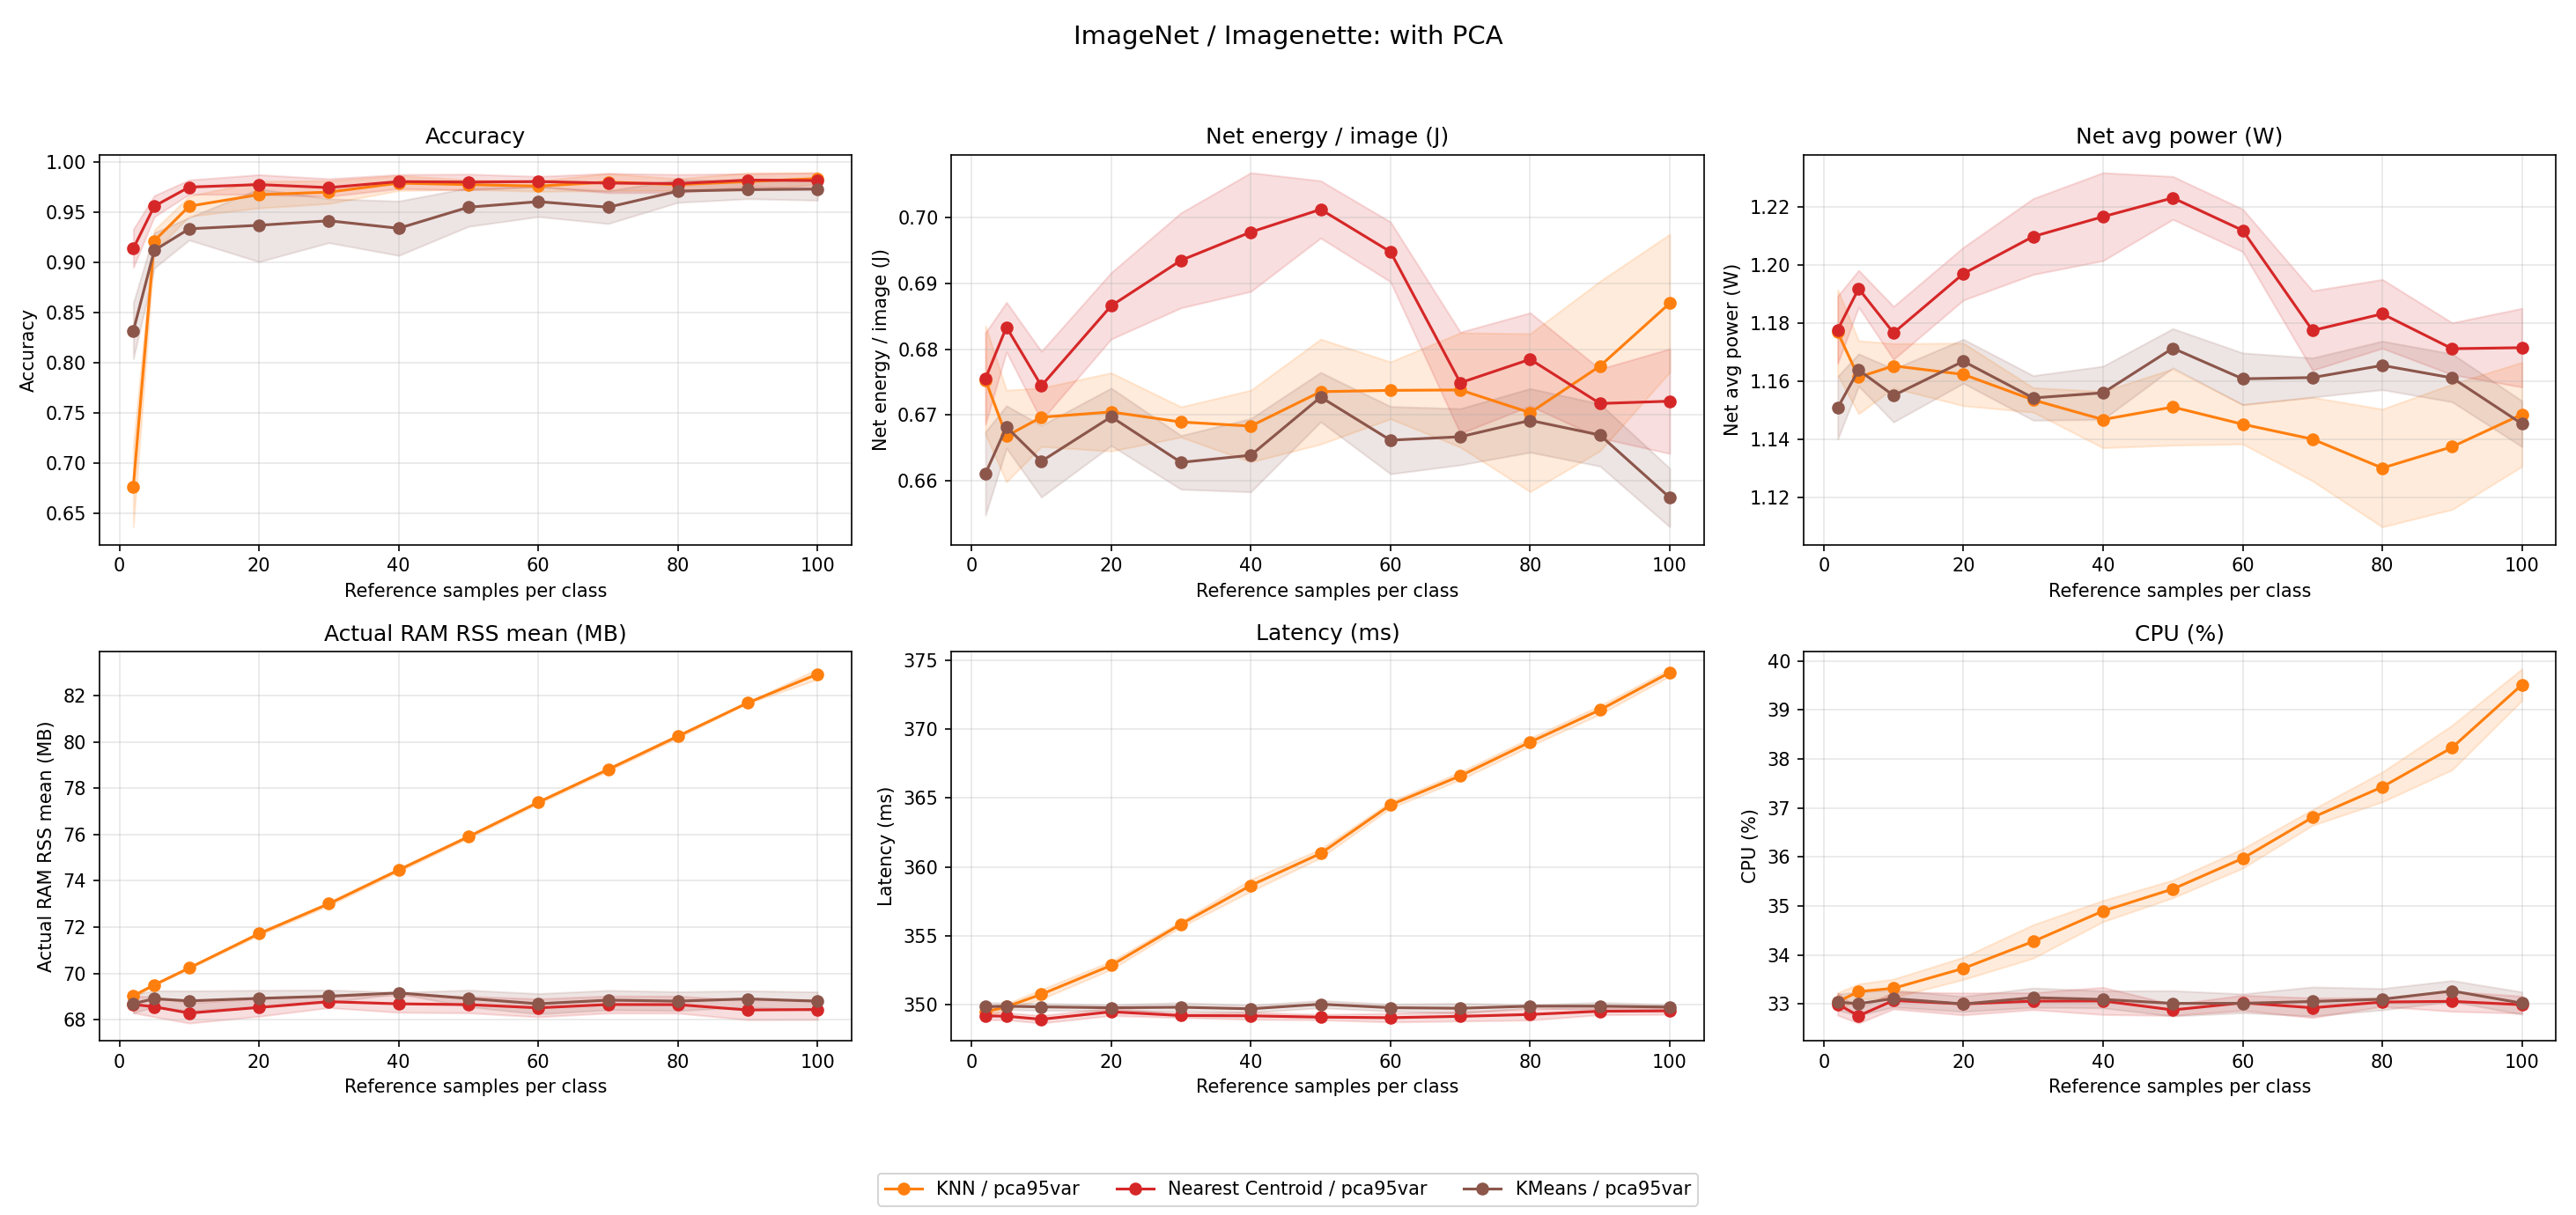 ImageNet / Imagenette: with PCA
Accuracy
Accuracy
1.00
0.95
0.90
0.85
0.80
0.75
0.70
0.65
0 20 40 60 80 100
Reference samples per class
Net energy / image (J)
Net energy / image (J)
0.70
0.69
0.68
0.67
0.66
0 20 40 60 80 100
Reference samples per class
Net avg power (W)
Net avg power (W)
1.22
1.20
1.18
1.16
1.14
1.12
0 20 40 60 80 100
Reference samples per class
Actual RAM RSS mean (MB)
Actual RAM RSS mean (MB)
82
80
78
76
74
72
70
68
0 20 40 60 80 100
Reference samples per class
Latency (ms)
Latency (ms)
375
370
365
360
355
350
0 20 40 60 80 100
Reference samples per class
CPU (%)
CPU (%)
40
39
38
37
36
35
34
33
0 20 40 60 80 100
Reference samples per class
KNN / pca95var Nearest Centroid / pca95var KMeans / pca95var